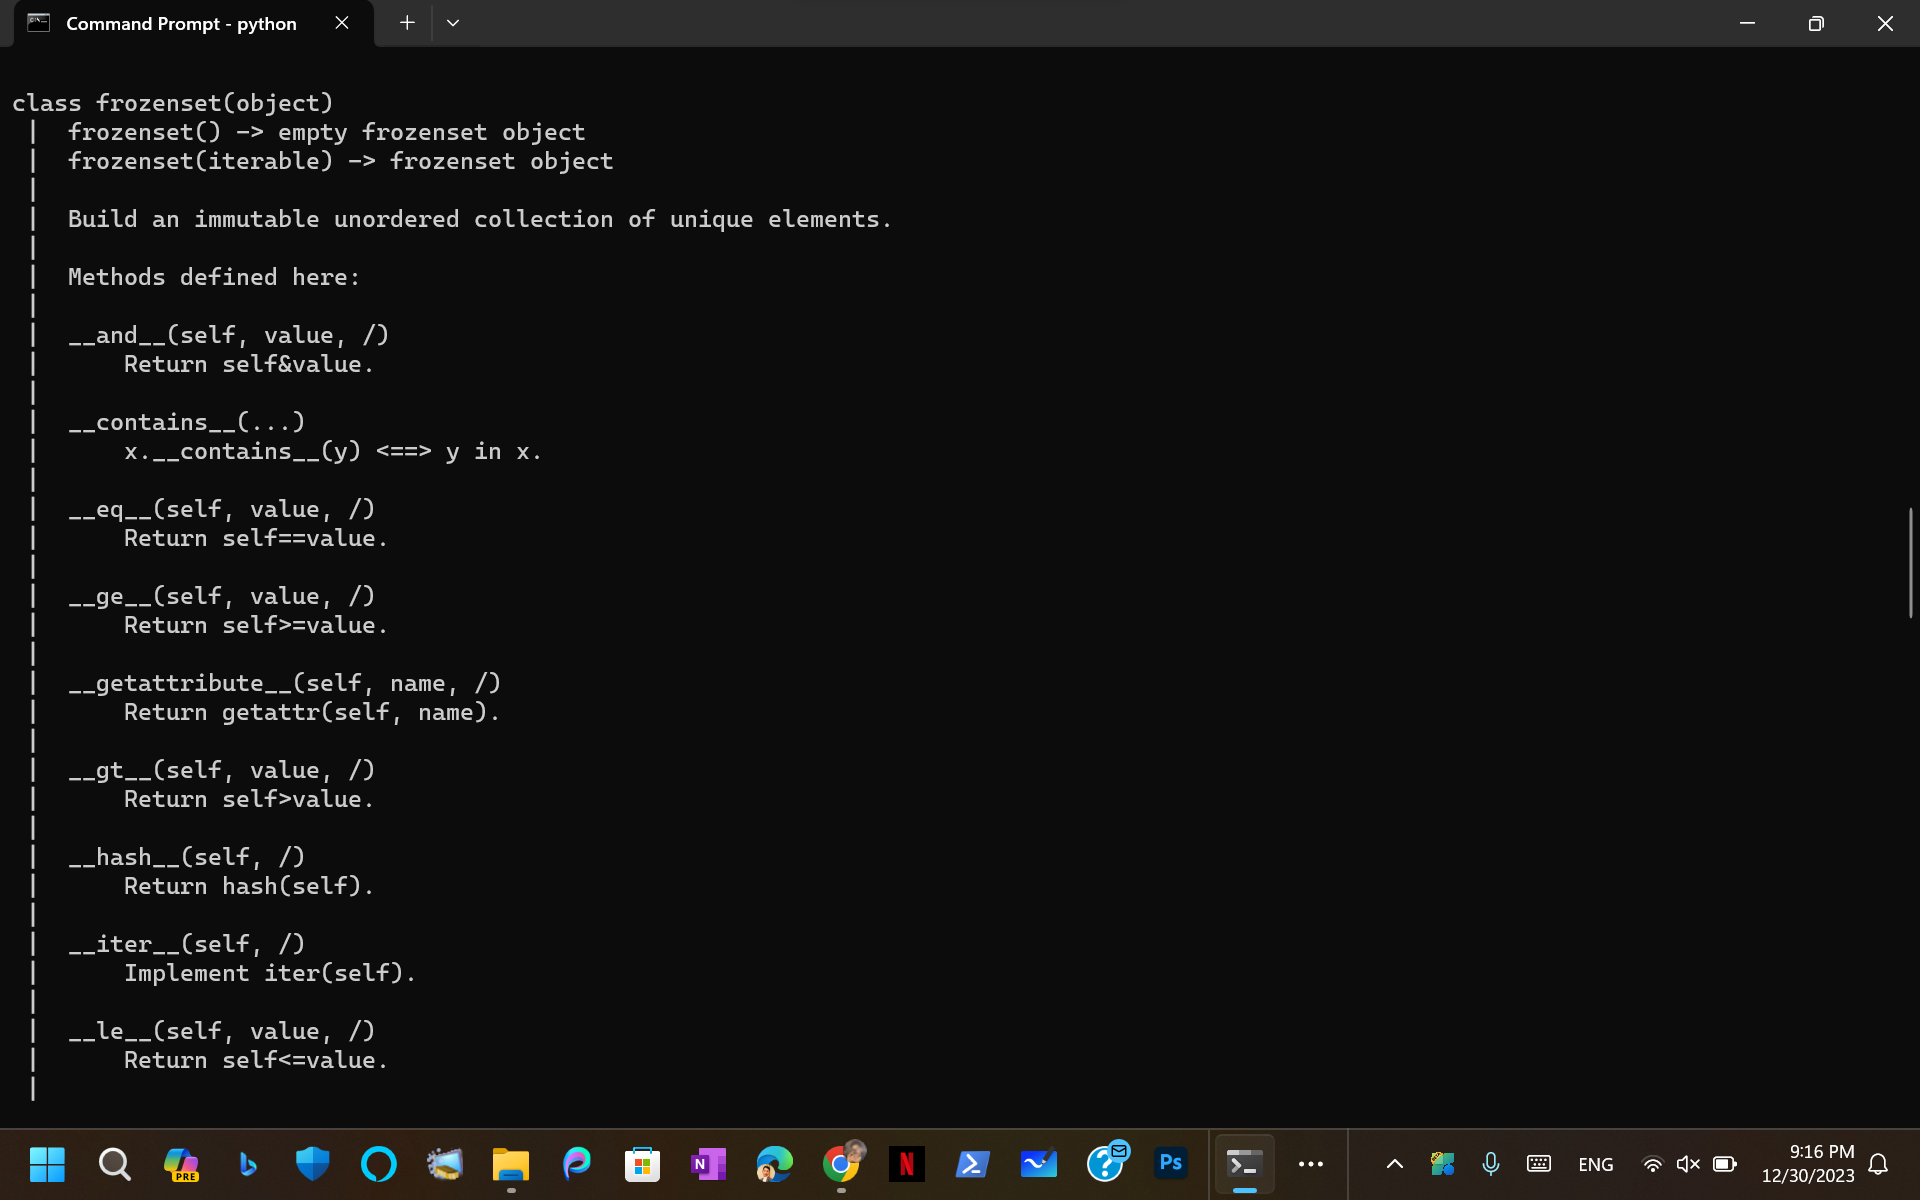 Command Prompt - python
class frozenset(object)
 |  frozenset() -> empty frozenset object
 |  frozenset(iterable) -> frozenset object
 |
 |  Build an immutable unordered collection of unique elements.
 |
 |  Methods defined here:
 |
 |  __and__(self, value, /)
 |      Return self&value.
 |
 |  __contains__(...)
 |      x.__contains__(y) <==> y in x.
 |
 |  __eq__(self, value, /)
 |      Return self==value.
 |
 |  __ge__(self, value, /)
 |      Return self>=value.
 |
 |  __getattribute__(self, name, /)
 |      Return getattr(self, name).
 |
 |  __gt__(self, value, /)
 |      Return self>value.
 |
 |  __hash__(self, /)
 |      Return hash(self).
 |
 |  __iter__(self, /)
 |      Implement iter(self).
 |
 |  __le__(self, value, /)
 |      Return self<=value.
 |
PRE
N
N
Ps
ENG
9:16 PM
12/30/2023